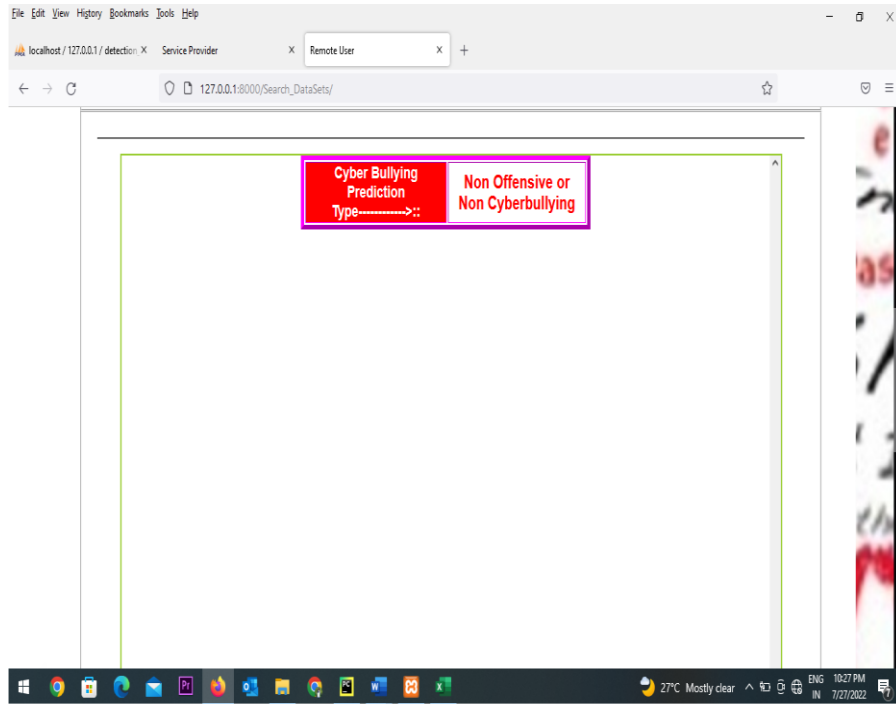 File Edit View History Bookmarks Tools Help
localhost / 127.0.0.1 / detection X Service Provider X Remote User X +
127.0.0.1:8000/Search_DataSets/
Cyber Bullying
Prediction
Type------------>::
Non Offensive or
Non Cyberbullying
27°C Mostly clear
ENG
IN
10:27 PM
7/27/2022